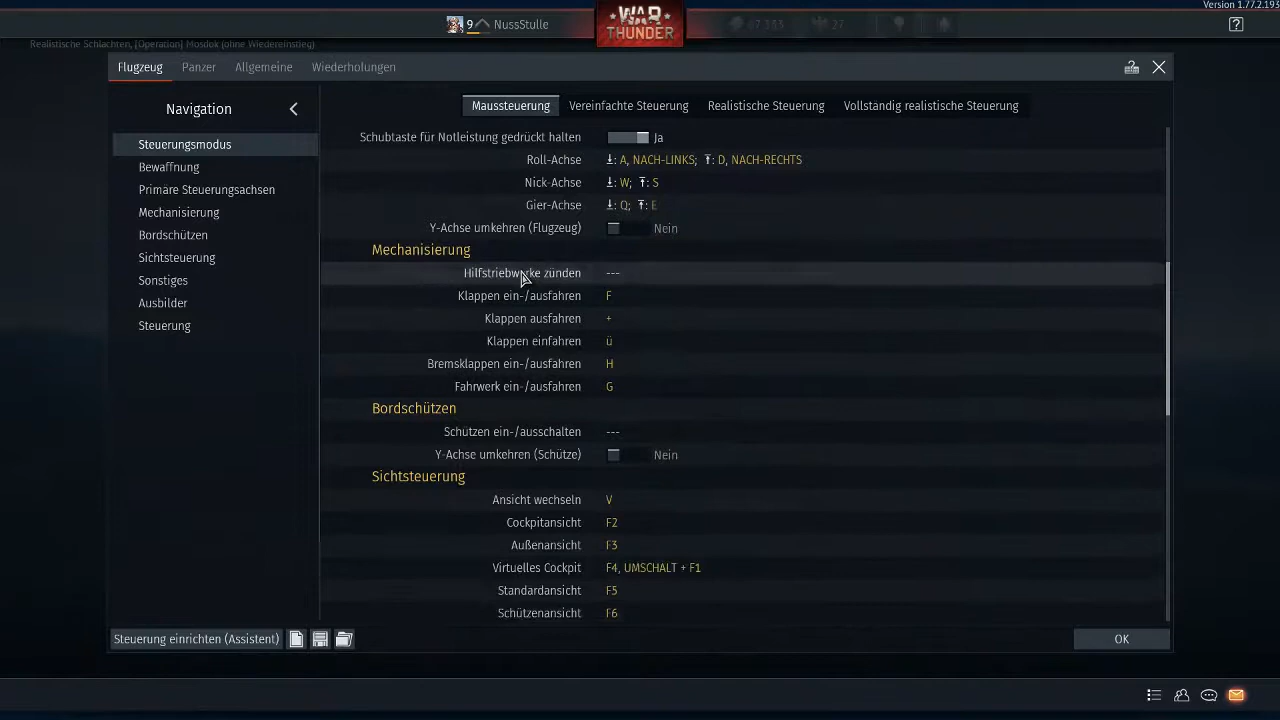 Version 1.77.2.193
9 NussStulle
WAR THUNDER
Realistische Schlachten, [Operation] Mosdok (ohne Wiedereinstieg)
Flugzeug Panzer Allgemeine Wiederholungen
Navigation
Steuerungsmodus
Bewaffnung
Primäre Steuerungsachsen
Mechanisierung
Bordschützen
Sichtsteuerung
Sonstiges
Ausbilder
Steuerung
Maussteuerung Vereinfachte Steuerung Realistische Steuerung Vollständig realistische Steuerung
Schubtaste für Notleistung gedrückt halten Ja
Roll-Achse : A, NACH-LINKS; : D, NACH-RECHTS
Nick-Achse : W; : S
Gier-Achse : Q; : E
Y-Achse umkehren (Flugzeug) Nein
Mechanisierung
Hilfstriebwerke zünden ---
Klappen ein-/ausfahren F
Klappen ausfahren +
Klappen einfahren ü
Bremsklappen ein-/ausfahren H
Fahrwerk ein-/ausfahren G
Bordschützen
Schützen ein-/ausschalten ---
Y-Achse umkehren (Schütze) Nein
Sichtsteuerung
Ansicht wechseln V
Cockpitansicht F2
Außenansicht F3
Virtuelles Cockpit F4, UMSCHALT + F1
Standardansicht F5
Schützenansicht F6
Steuerung einrichten (Assistent)
OK